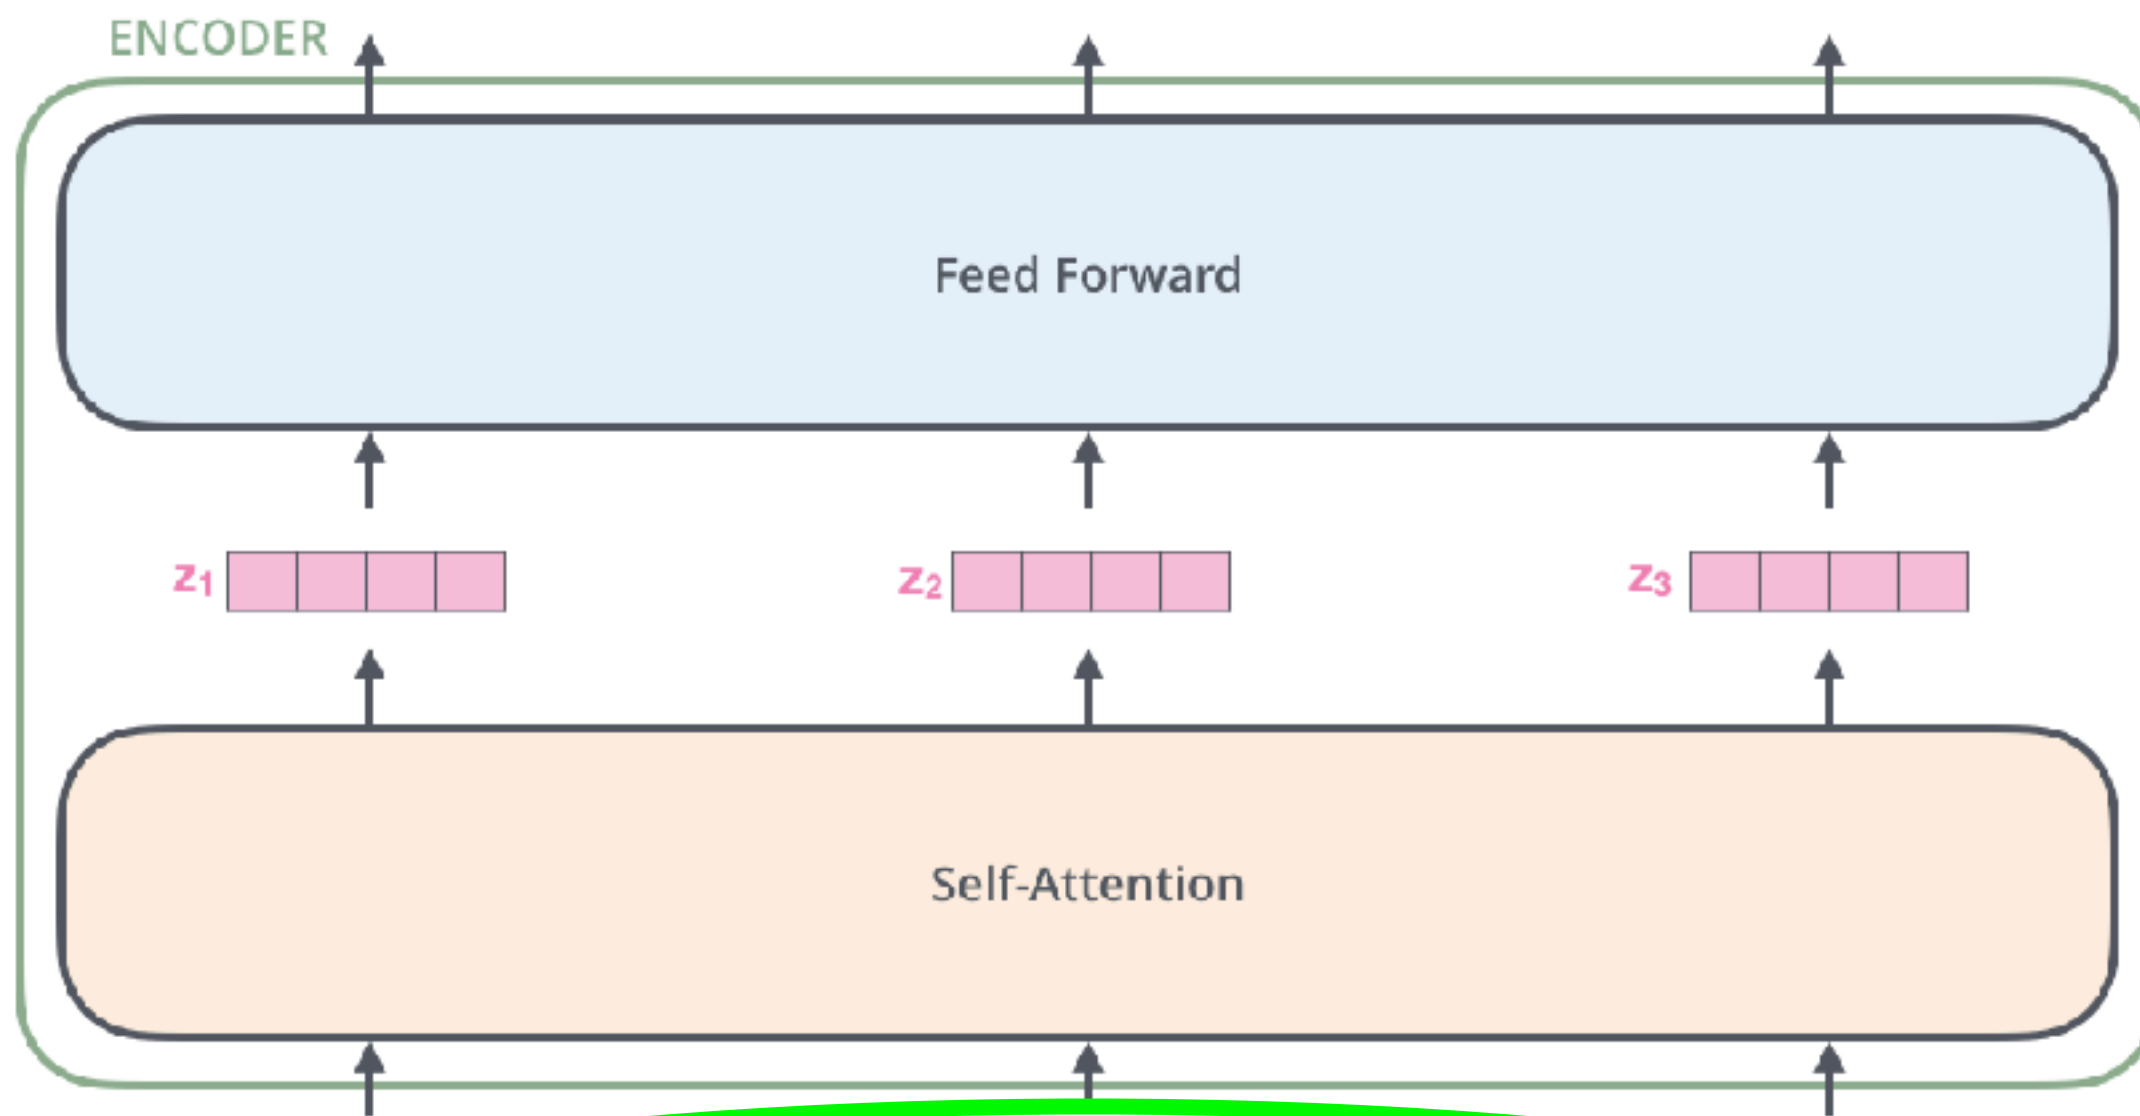 ENCODER
Feed Forward
z1
z2
z3
Self-Attention